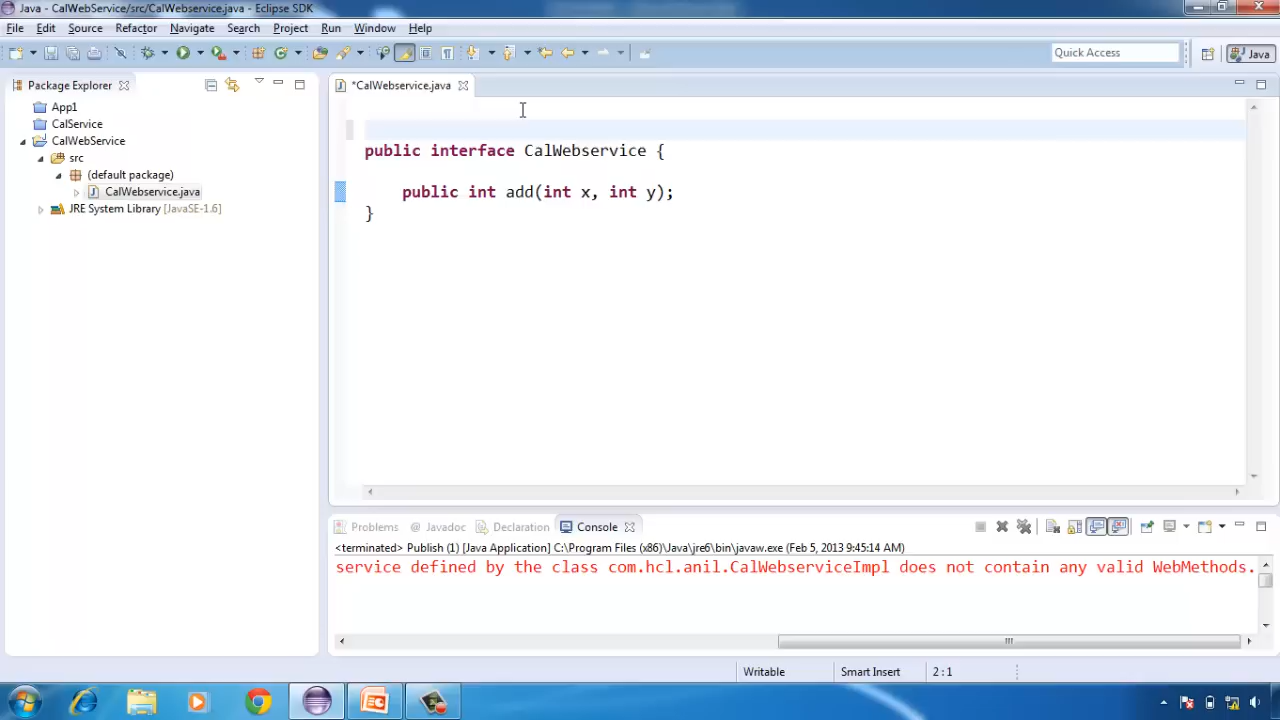 Java - CalWebService/src/CalWebservice.java - Eclipse SDK
File Edit Source Refactor Navigate Search Project Run Window Help
Quick Access
Java
Package Explorer
*CalWebservice.java
App1
CalService
CalWebService
src
(default package)
CalWebservice.java
JRE System Library [JavaSE-1.6]
public interface CalWebservice {
public int add(int x, int y);
}
Problems @ Javadoc Declaration Console
<terminated> Publish (1) [Java Application] C:\Program Files (x86)\Java\jre6\bin\javaw.exe (Feb 5, 2013 9:45:14 AM)
service defined by the class com.hcl.anil.CalWebserviceImpl does not contain any valid WebMethods.
Writable Smart Insert 2 : 1